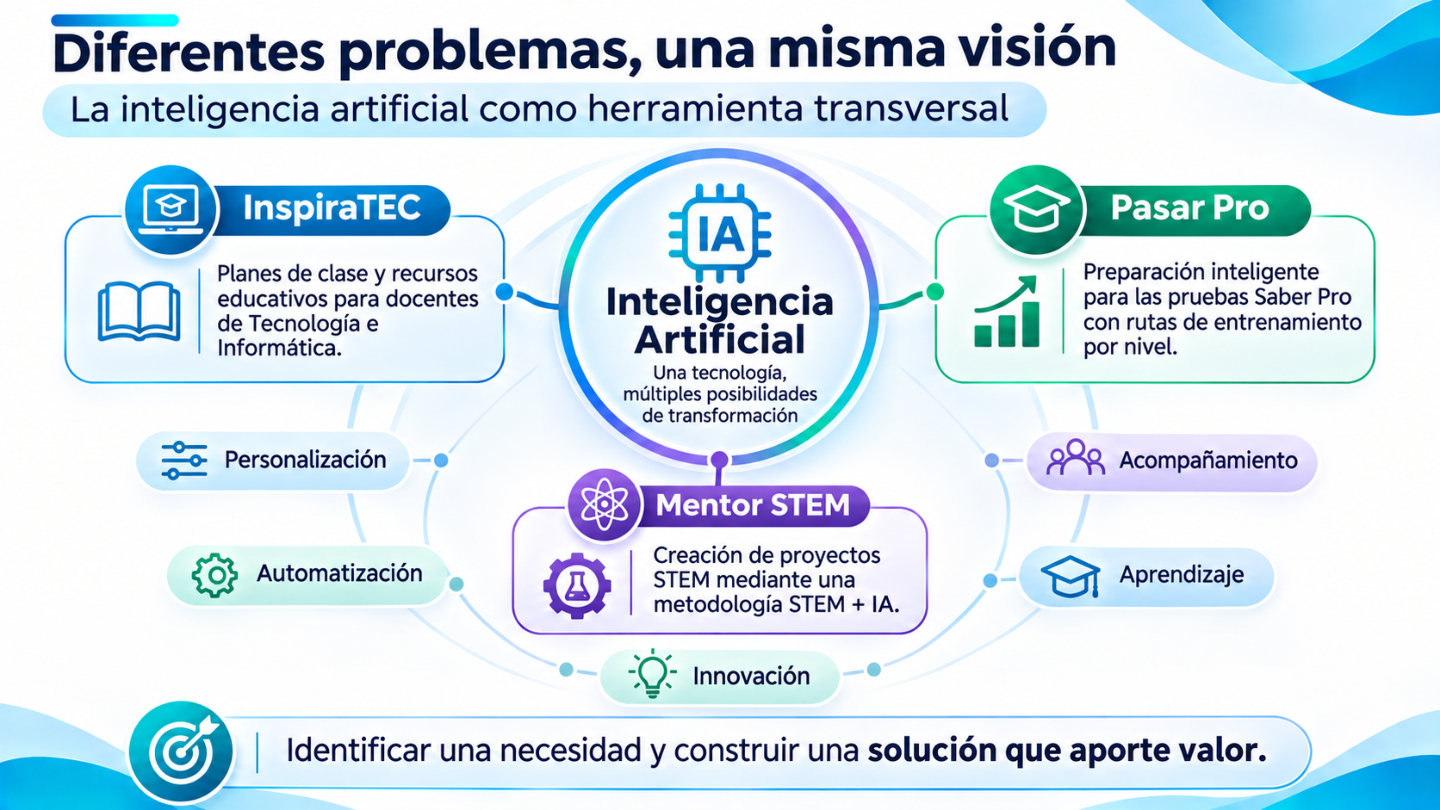 Diferentes problemas, una misma visión
La inteligencia artificial como herramienta transversal
InspiraTEC
Planes de clase y recursos
educativos para docentes
de Tecnología e
Informática.
IA
Inteligencia
Artificial
Una tecnología,
múltiples posibilidades
de transformación
Pasar Pro
Preparación inteligente
para las pruebas Saber Pro
con rutas de entrenamiento
por nivel.
Personalización
Acompañamiento
Mentor STEM
Creación de proyectos
STEM mediante una
metodología STEM + IA.
Automatización
Aprendizaje
Innovación
Identificar una necesidad y construir una solución que aporte valor.